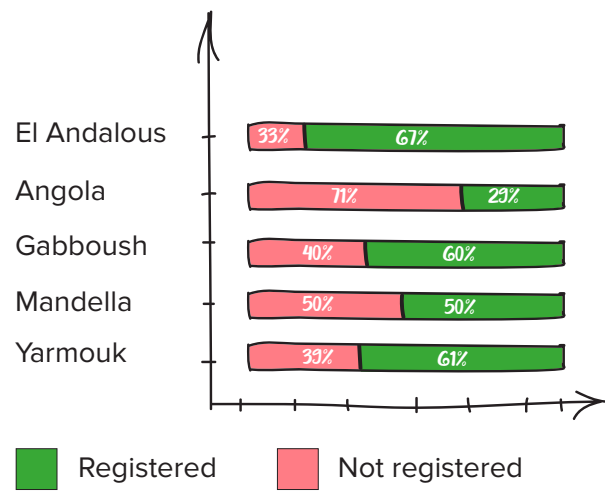 El Andalous 33% 67%
Angola 71% 29%
Gabboush 40% 60%
Mandella 50% 50%
Yarmouk 39% 61%
Registered Not registered